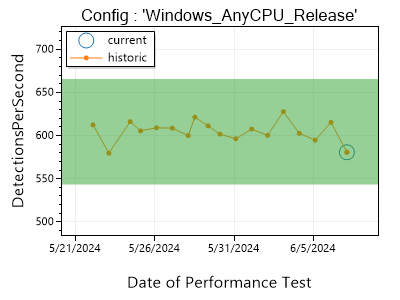 Config : 'Windows_AnyCPU_Release'
current
historic
DetectionsPerSecond
700
650
600
550
500
5/21/2024
5/26/2024
5/31/2024
6/5/2024
Date of Performance Test